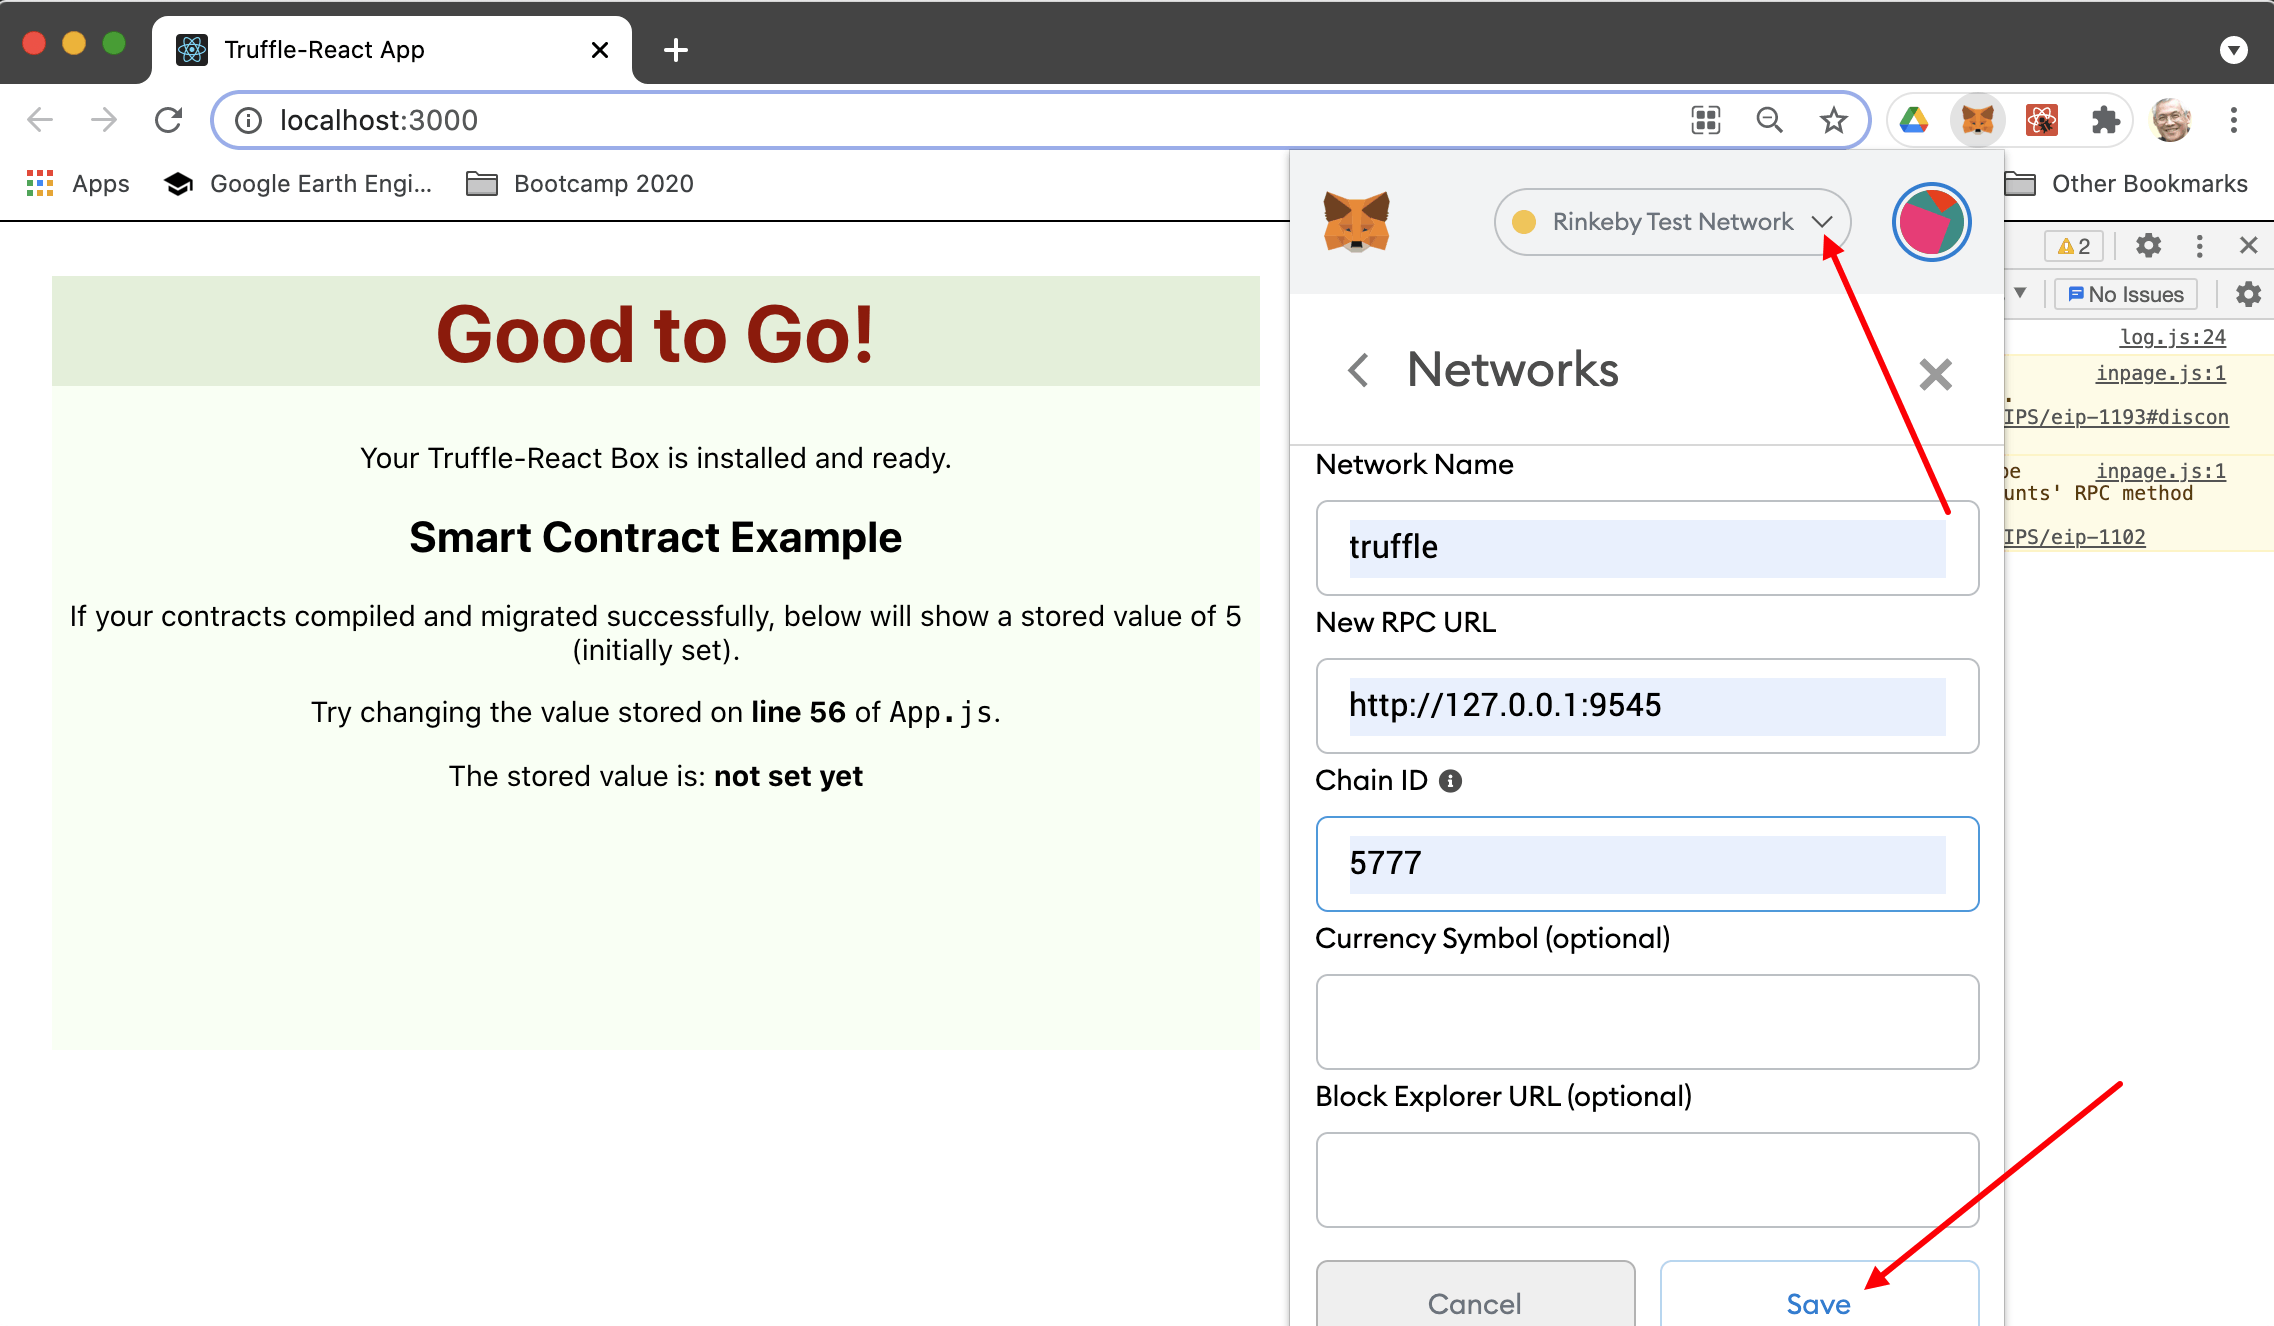 Truffle-React App
localhost:3000
Apps
Google Earth Engi...
Bootcamp 2020
Other Bookmarks
Good to Go!
Your Truffle-React Box is installed and ready.
Smart Contract Example
If your contracts compiled and migrated successfully, below will show a stored value of 5
(initially set).
Try changing the value stored on line 56 of App.js.
The stored value is: not set yet
Rinkeby Test Network
Networks
Network Name
truffle
New RPC URL
http://127.0.0.1:9545
Chain ID
5777
Currency Symbol (optional)
Block Explorer URL (optional)
Cancel
Save
2
No Issues
log.js:24
inpage.js:1
.
IPS/eip-1193#discon
inpage.js:1
unts' RPC method
IPS/eip-1102